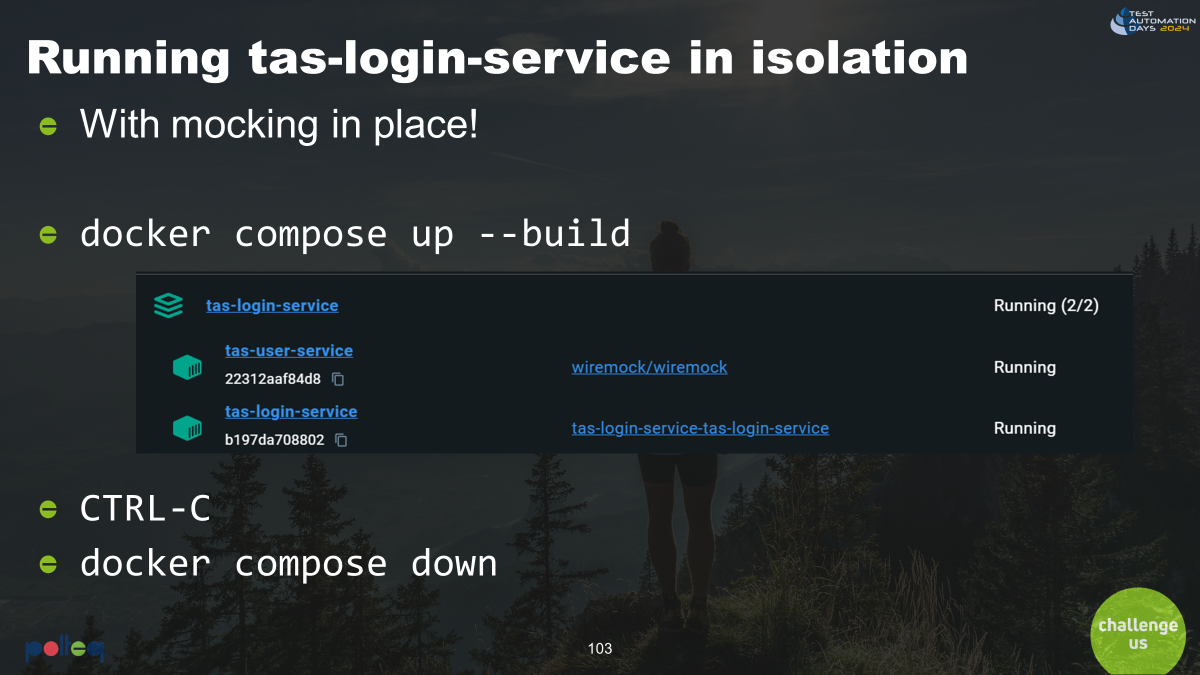 TEST
AUTOMATION
DAYS 2024
Running tas-login-service in isolation
With mocking in place!
docker compose up --build
tas-login-service Running (2/2)
tas-user-service
22312aaf84d8 wiremock/wiremock Running
tas-login-service
b197da708802 tas-login-service-tas-login-service Running
CTRL-C
docker compose down
polteq
103
challenge
us